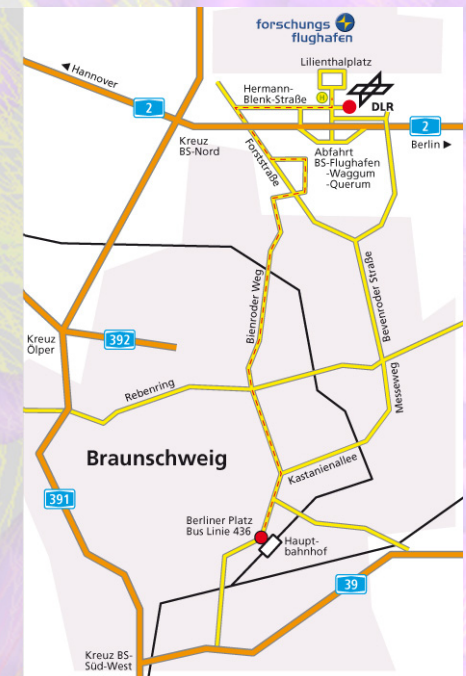 forschungs
flughafen
Lilienthalplatz
Hannover
Hermann-
Blenk-Straße
H
DLR
2
2
Berlin
Kreuz
BS-Nord
Forststraße
Abfahrt
BS-Flughafen
-Waggum
-Querum
Bienroder Weg
Bevenroder Straße
Kreuz
Ölper
392
Messeweg
Rebenring
Braunschweig
Kastanienallee
391
Berliner Platz
Bus Linie 436
Haupt-
bahnhof
39
Kreuz BS-
Süd-West